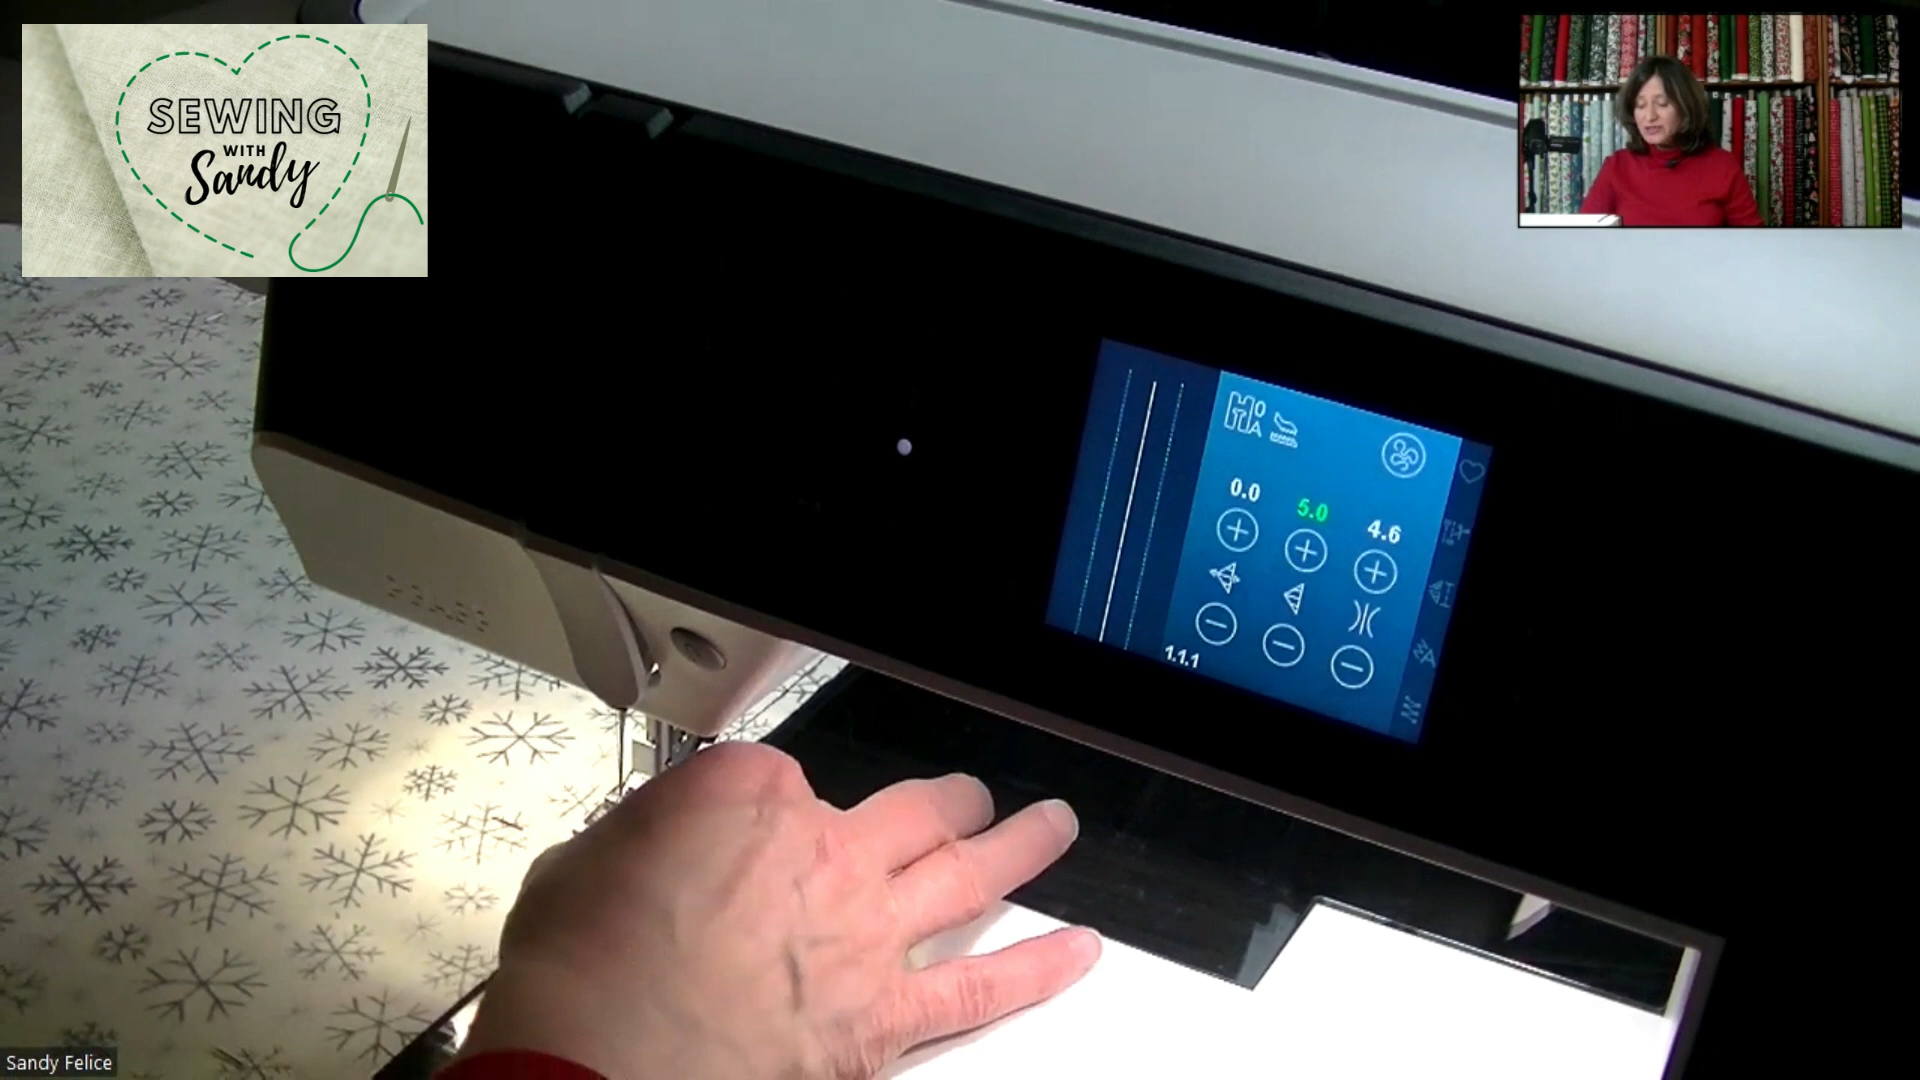 SEWING
WITH
Sandy
0.0
5.0
4.6
1.1.1
Sandy Felice